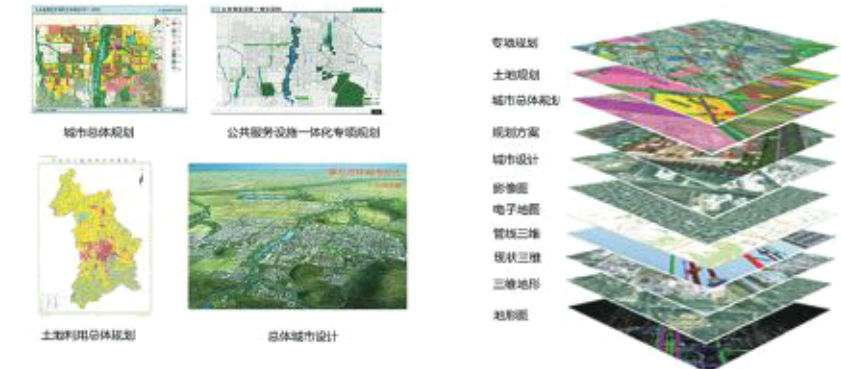 城市总体规划
公共服务设施一体化专项规划
土地利用总体规划
总体城市设计
专项规划
土地规划
城市总体规划
规划方案
城市设计
影像图
电子地图
管线三维
现状三维
三维地形
地形图